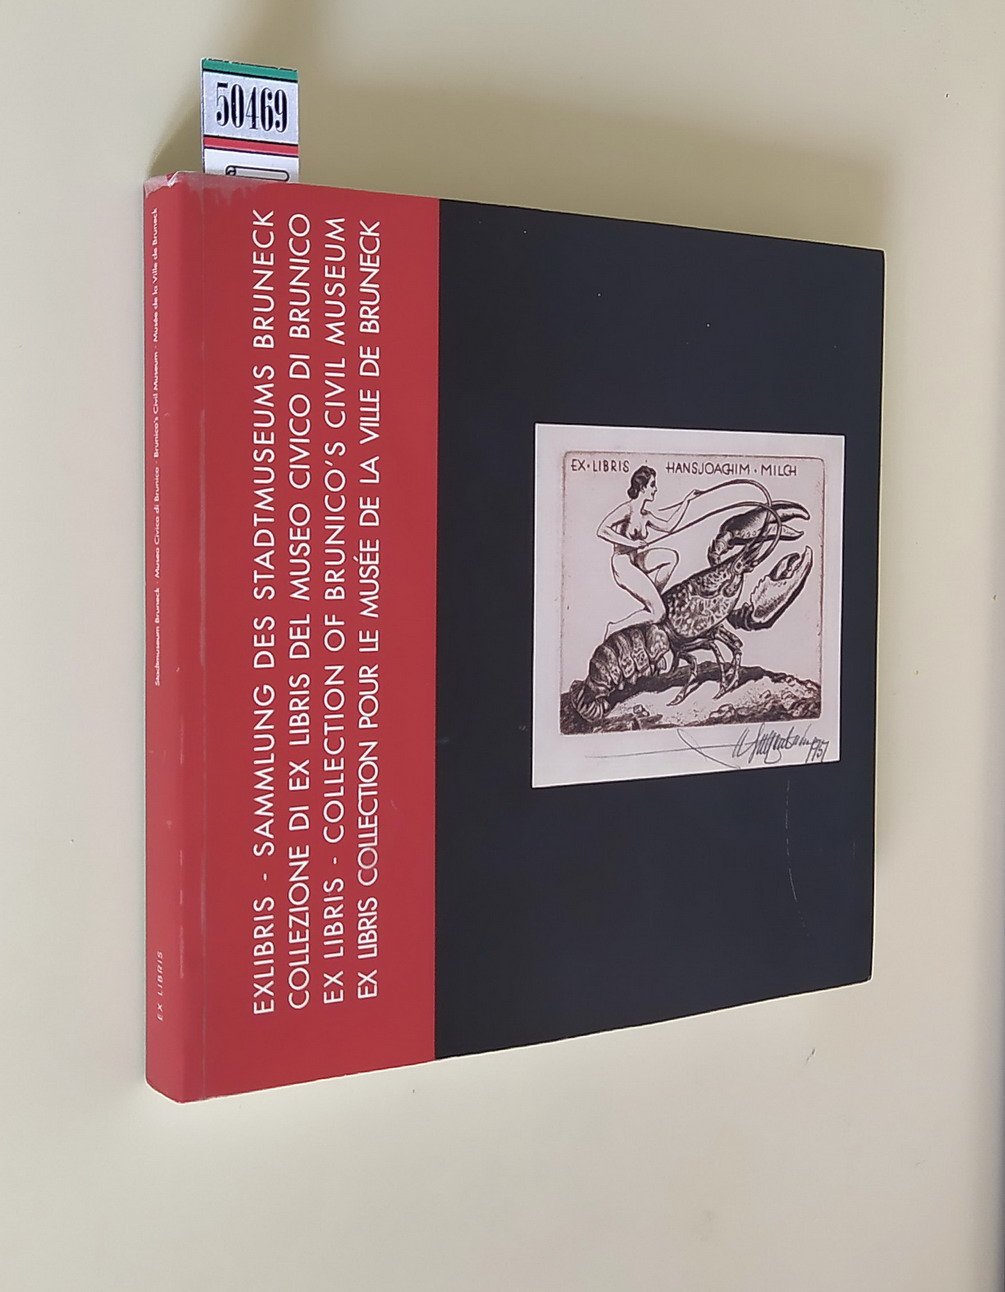 50469
Stadtmuseum Bruneck · Museo Civico di Brunico · Brunico's Civil Museum · Musée de la Ville de Bruneck
EX LIBRIS
EXLIBRIS - SAMMLUNG DES STADTMUSEUMS BRUNECK
COLLEZIONE DI EX LIBRIS DEL MUSEO CIVICO DI BRUNICO
EX LIBRIS - COLLECTION OF BRUNICO'S CIVIL MUSEUM
EX LIBRIS COLLECTION POUR LE MUSÉE DE LA VILLE DE BRUNECK
EX·LIBRIS HANSJOACHIM·MILCH